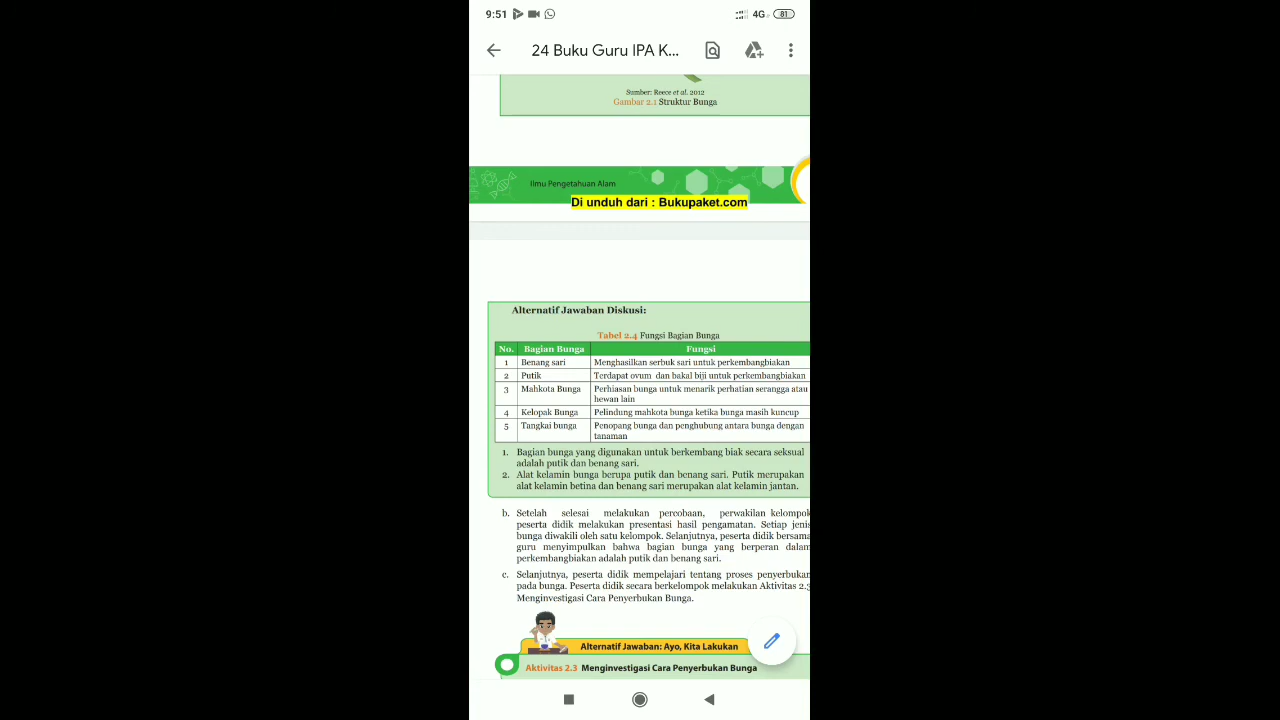 9:51
4G
81
24 Buku Guru IPA K...
Sumber: Reece et al. 2012
Gambar 2.1 Struktur Bunga
Ilmu Pengetahuan Alam
Di unduh dari : Bukupaket.com
Alternatif Jawaban Diskusi:
Tabel 2.4 Fungsi Bagian Bunga
No. Bagian Bunga Fungsi
1 Benang sari Menghasilkan serbuk sari untuk perkembangbiakan
2 Putik Terdapat ovum dan bakal biji untuk perkembangbiakan
3 Mahkota Bunga Perhiasan bunga untuk menarik perhatian serangga atau
hewan lain
4 Kelopak Bunga Pelindung mahkota bunga ketika bunga masih kuncup
5 Tangkai bunga Penopang bunga dan penghubung antara bunga dengan
tanaman
1. Bagian bunga yang digunakan untuk berkembang biak secara seksual
adalah putik dan benang sari.
2. Alat kelamin bunga berupa putik dan benang sari. Putik merupakan
alat kelamin betina dan benang sari merupakan alat kelamin jantan.
b. Setelah selesai melakukan percobaan, perwakilan kelompok
peserta didik melakukan presentasi hasil pengamatan. Setiap jenis
bunga diwakili oleh satu kelompok. Selanjutnya, peserta didik bersama
guru menyimpulkan bahwa bagian bunga yang berperan dalam
perkembangbiakan adalah putik dan benang sari.
c. Selanjutnya, peserta didik mempelajari tentang proses penyerbukan
pada bunga. Peserta didik secara berkelompok melakukan Aktivitas 2.3
Menginvestigasi Cara Penyerbukan Bunga.
Alternatif Jawaban: Ayo, Kita Lakukan
Aktivitas 2.3 Menginvestigasi Cara Penyerbukan Bunga